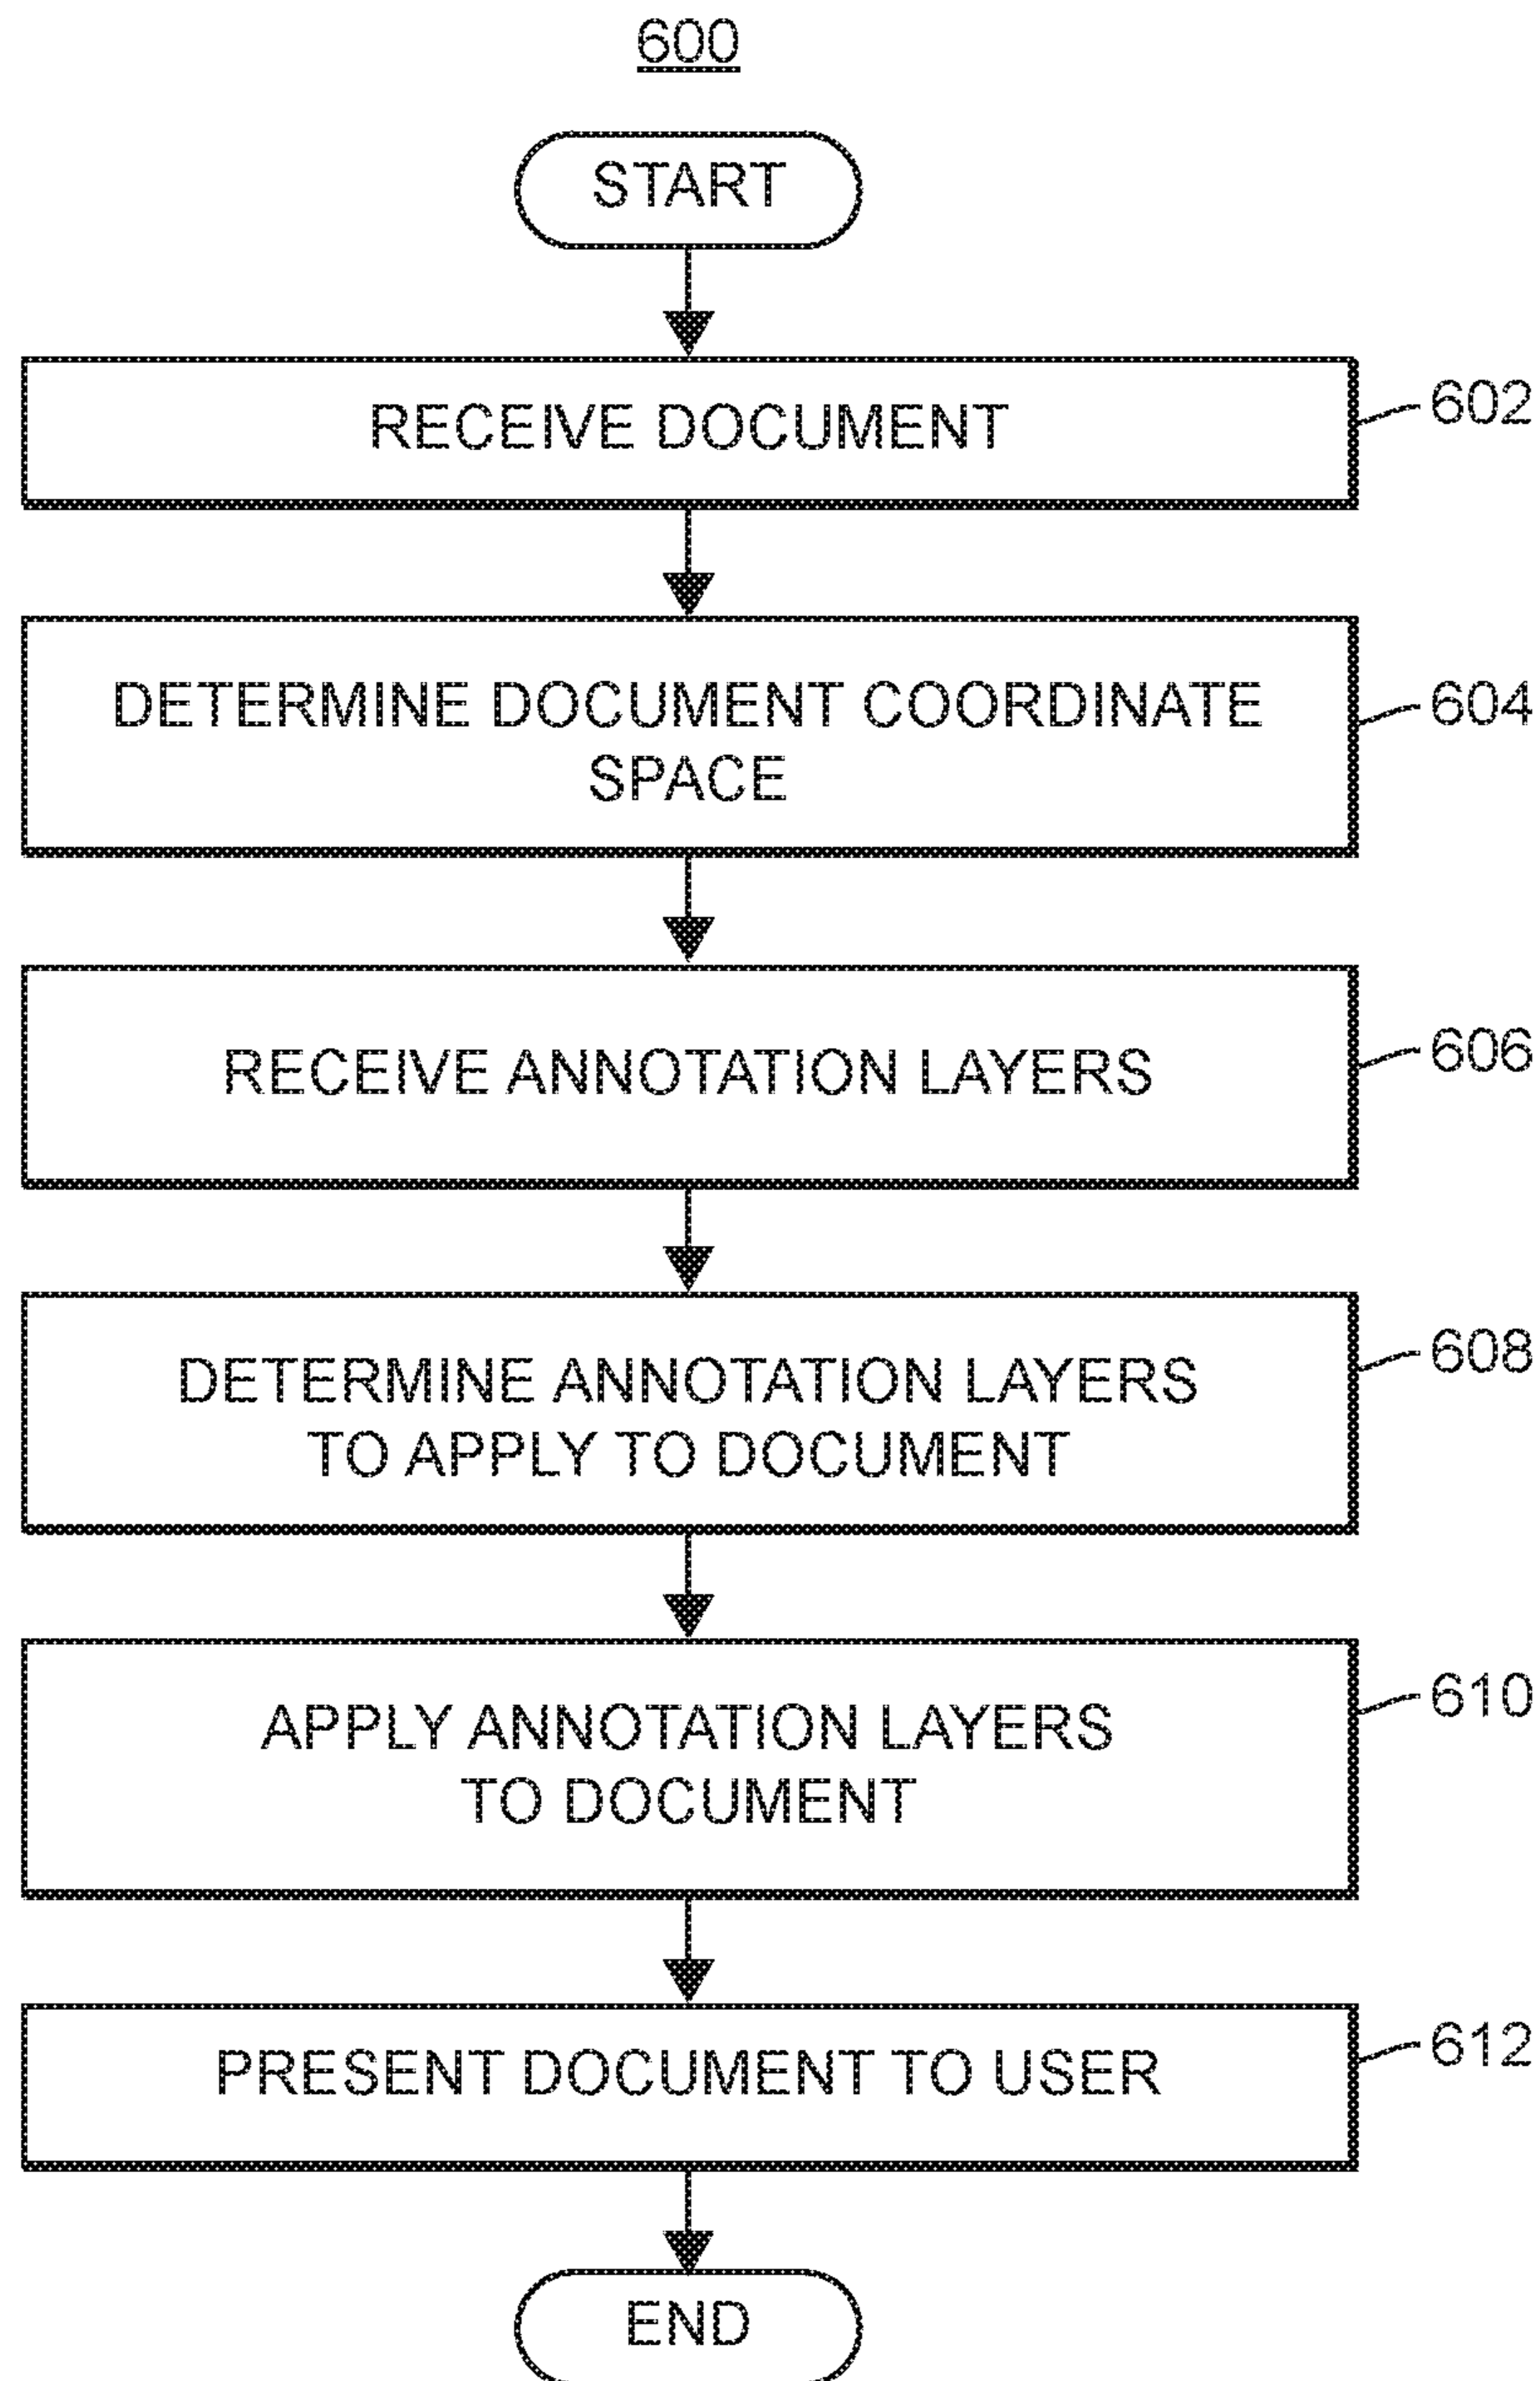 600
START
RECEIVE DOCUMENT
602
DETERMINE DOCUMENT COORDINATE
SPACE
604
RECEIVE ANNOTATION LAYERS
606
DETERMINE ANNOTATION LAYERS
TO APPLY TO DOCUMENT
608
APPLY ANNOTATION LAYERS
TO DOCUMENT
610
PRESENT DOCUMENT TO USER
612
END